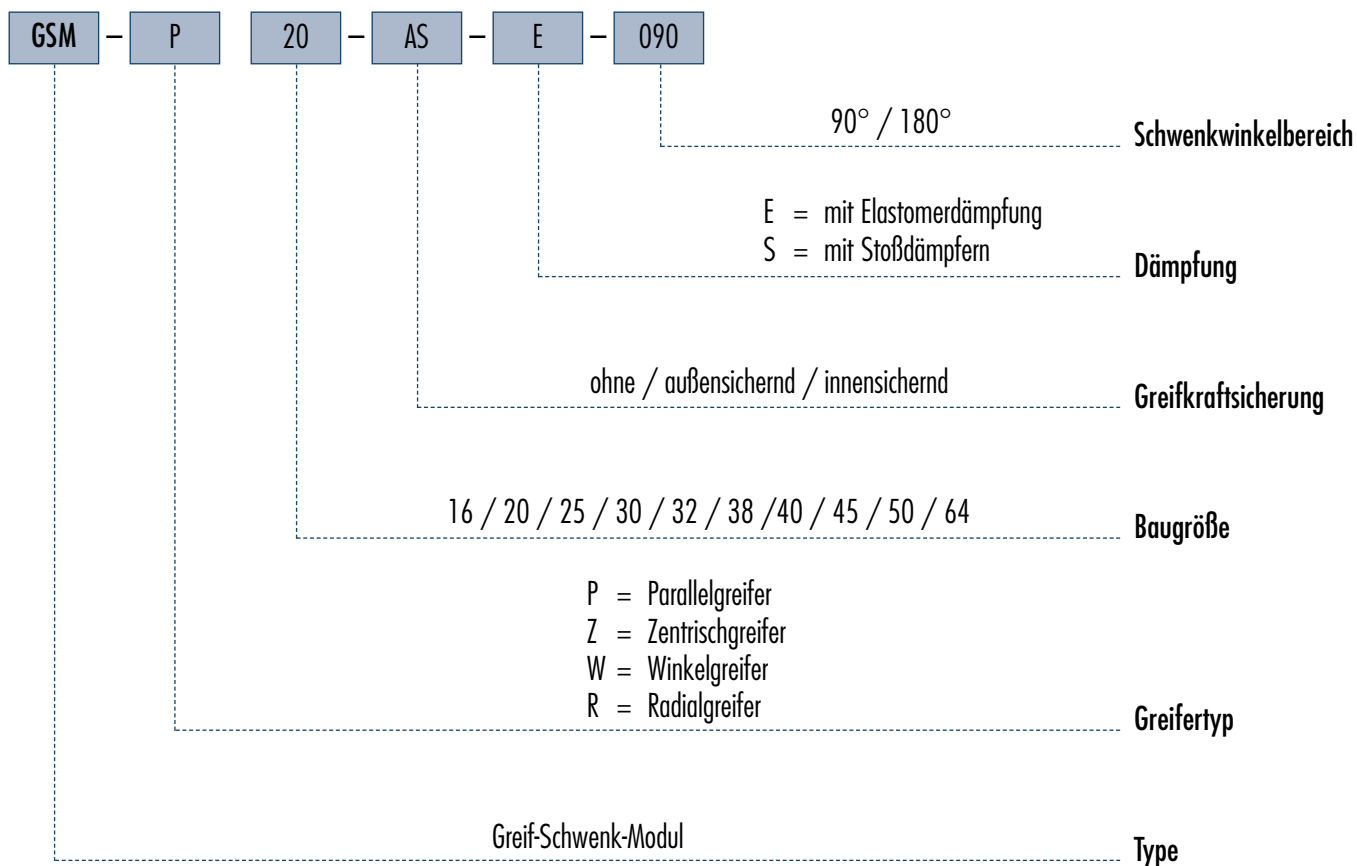 GSM – P 20 – AS – E – 090
90° / 180° Schwenkwinkelbereich
E = mit Elastomerdämpfung
S = mit Stoßdämpfern
Dämpfung
ohne / außensichernd / innensichernd
Greifkraftsicherung
16 / 20 / 25 / 30 / 32 / 38 /40 / 45 / 50 / 64
Baugröße
P = Parallelgreifer
Z = Zentrischgreifer
W = Winkelgreifer
R = Radialgreifer
Greifertyp
Greif-Schwenk-Modul
Type